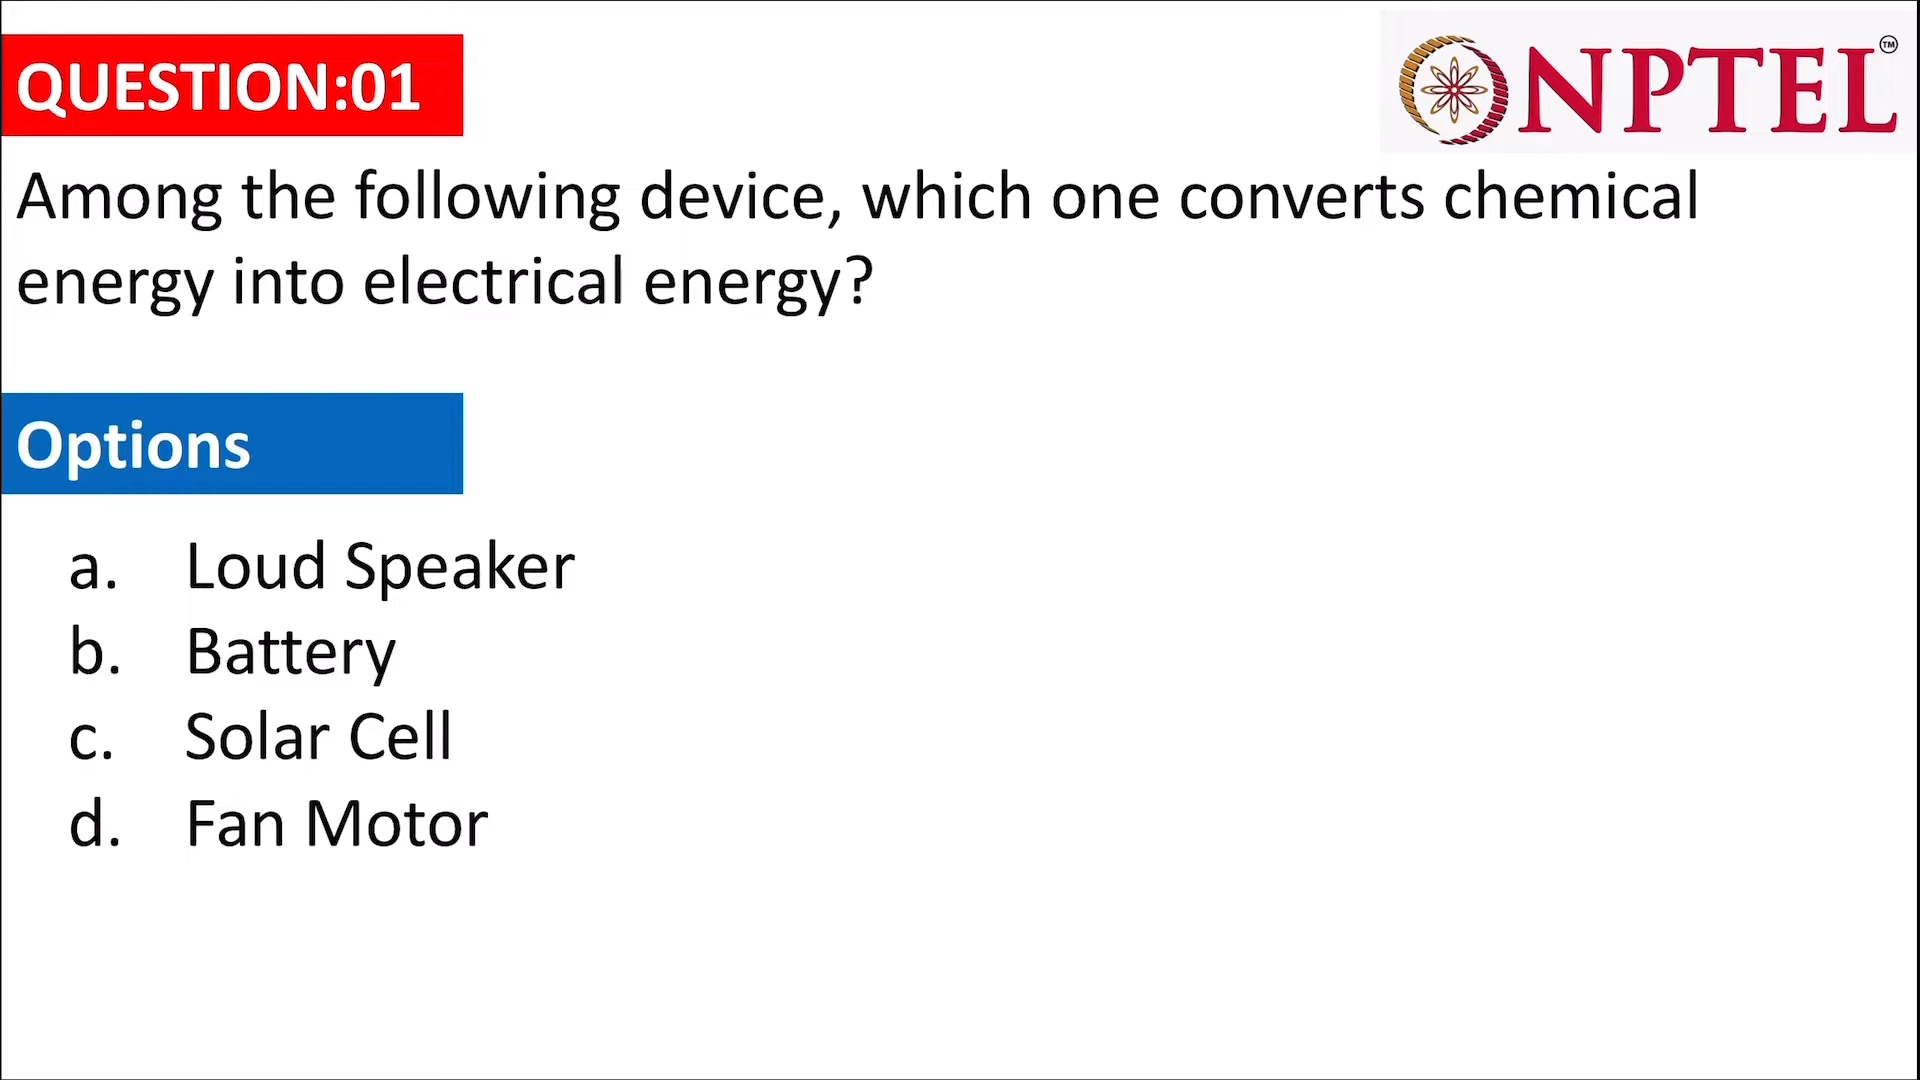 QUESTION:01
NPTEL
TM
Among the following device, which one converts chemical
energy into electrical energy?
Options
a. Loud Speaker
b. Battery
c. Solar Cell
d. Fan Motor